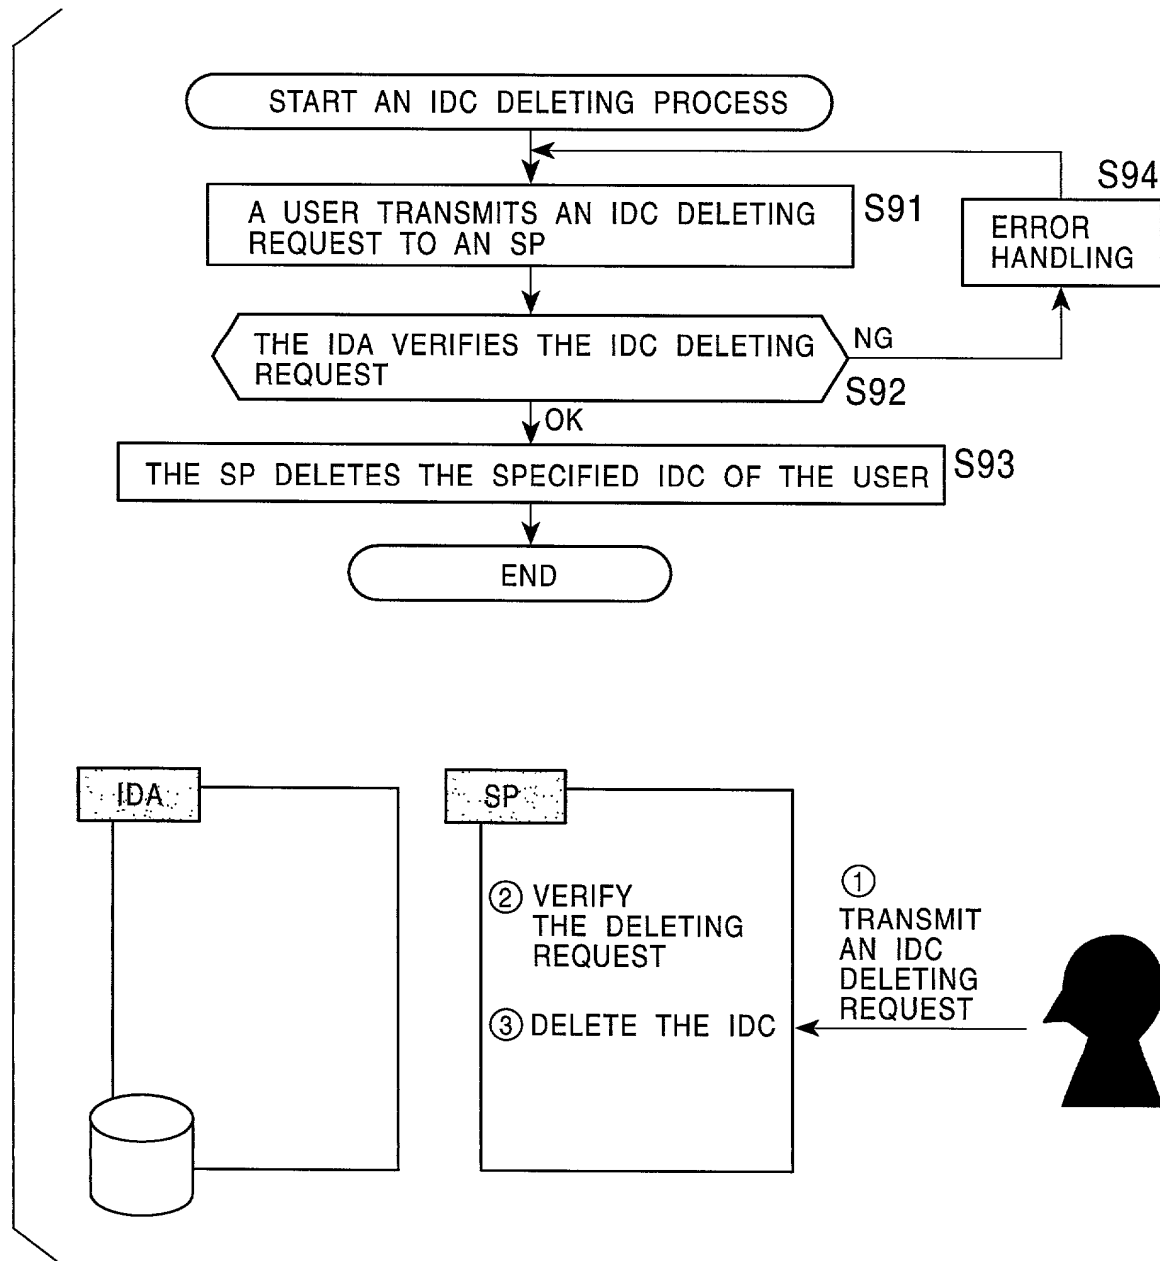 START AN IDC DELETING PROCESS
A USER TRANSMITS AN IDC DELETING
REQUEST TO AN SP
S91
S94
ERROR
HANDLING
THE IDA VERIFIES THE IDC DELETING
REQUEST
NG
S92
OK
THE SP DELETES THE SPECIFIED IDC OF THE USER
S93
END
IDA
SP
② VERIFY
THE DELETING
REQUEST
③ DELETE THE IDC
①
TRANSMIT
AN IDC
DELETING
REQUEST